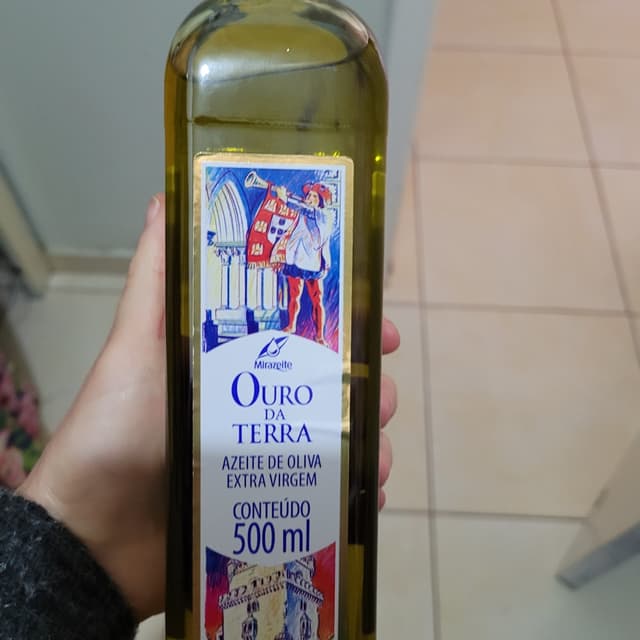 Mirazeite
OURO
DA
TERRA
AZEITE DE OLIVA
EXTRA VIRGEM
CONTEÚDO
500 ml